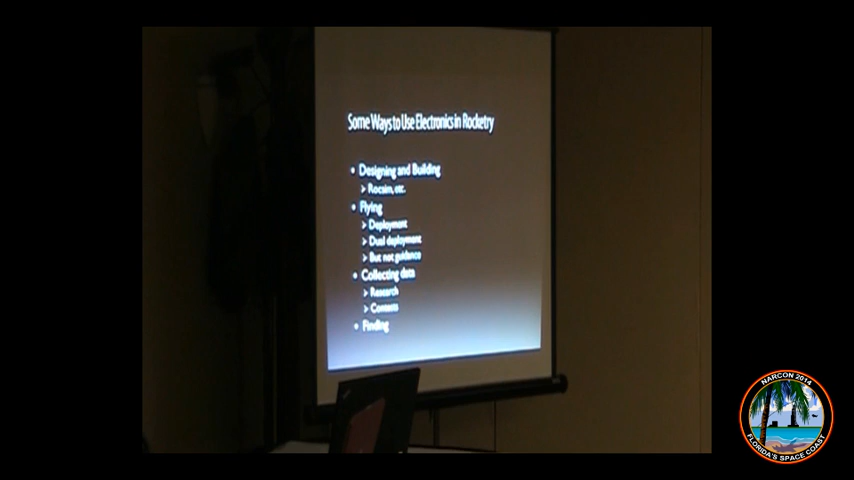 Some Ways to Use Electronics in Rocketry
• Designing and Building
> Rocsim, etc.
• Flying
> Deployment
> Dual deployment
> But not guidance
• Collecting data
> Research
> Contests
• Finding
NARCON 2014
FLORIDA'S SPACE COAST